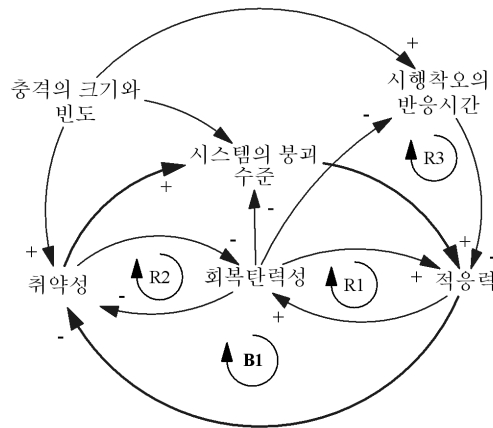 +
시행착오의
반응시간
충격의 크기와
빈도
-
R3
시스템의 붕괴
수준
+
-
+
-
+
-
취약성
R2
회복탄력성
R1
+
적응력
-
+
-
B1